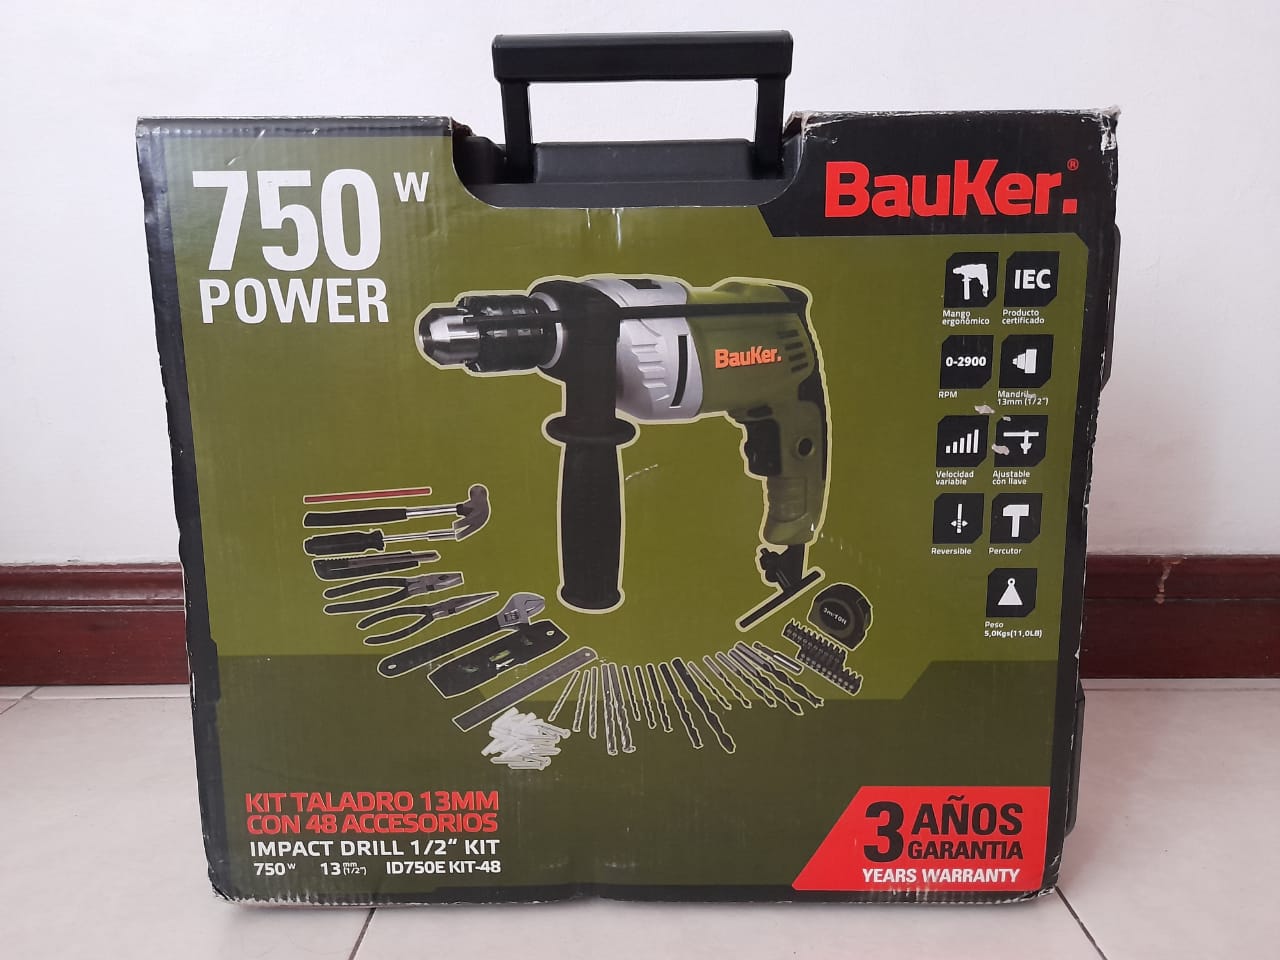 750 W
POWER
BauKer.®
BauKer.
Mango
ergonómico
IEC
Producto
certificado
0-2900
RPM
Mandril
13mm (1/2")
Velocidad
variable
Ajustable
con llave
Reversible
Percutor
Peso
5,0Kgs(11,0LB)
3m·10ft
KIT TALADRO 13MM
CON 48 ACCESORIOS
IMPACT DRILL 1/2" KIT
750 W 13 mm (1/2") ID750E KIT-48
3 AÑOS
GARANTIA
YEARS WARRANTY